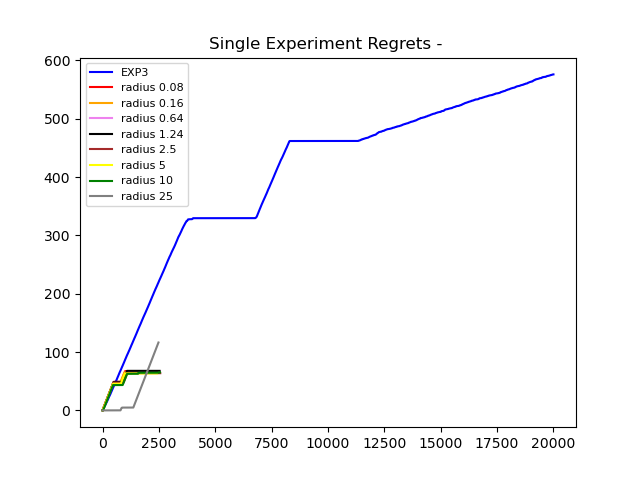 Single Experiment Regrets -
600
500
400
300
200
100
0
EXP3
radius 0.08
radius 0.16
radius 0.64
radius 1.24
radius 2.5
radius 5
radius 10
radius 25
0 2500 5000 7500 10000 12500 15000 17500 20000